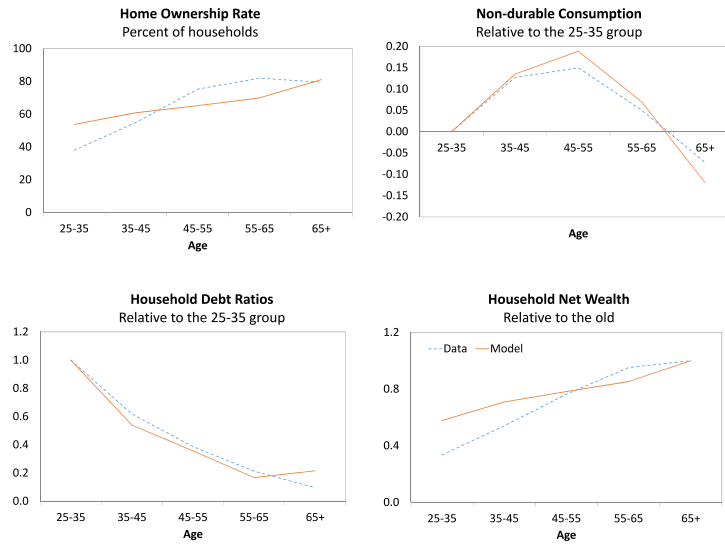 Home Ownership Rate
Percent of households
100
80
60
40
20
0
25-35 35-45 45-55 55-65 65+
Age
Non-durable Consumption
Relative to the 25-35 group
0.20
0.15
0.10
0.05
0.00
-0.05
-0.10
-0.15
-0.20
25-35 35-45 45-55 55-65 65+
Age
Household Debt Ratios
Relative to the 25-35 group
1.2
1.0
0.8
0.6
0.4
0.2
0.0
25-35 35-45 45-55 55-65 65+
Age
Household Net Wealth
Relative to the old
1.2
0.8
0.4
0.0
Data Model
25-35 35-45 45-55 55-65 65+
Age